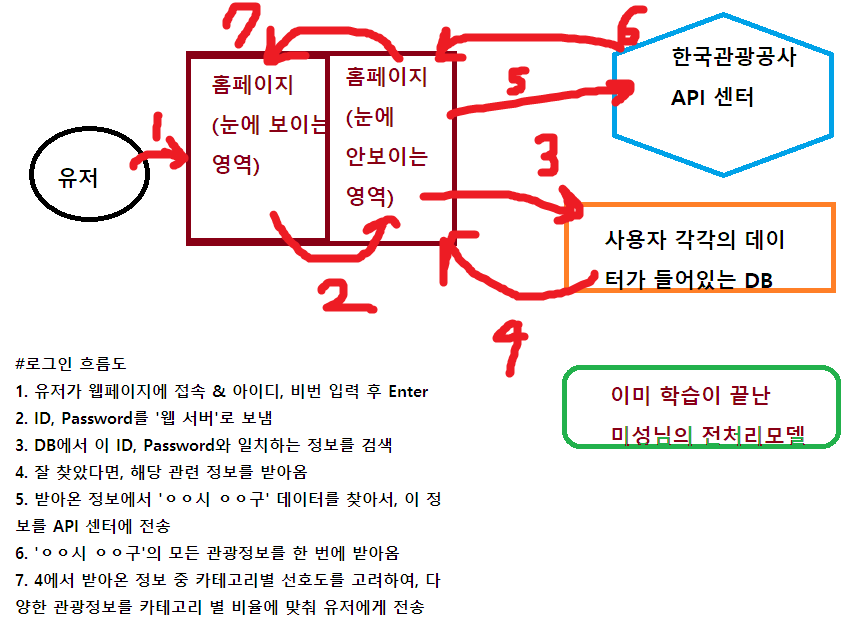 7
6
홈페이지
(눈에 보이는
영역)
홈페이지
(눈에
안보이는
영역)
한국관광공사
API 센터
5
1
유저
3
사용자 각각의 데이
터가 들어있는 DB
2
4
이미 학습이 끝난
미성님의 전처리모델
#로그인 흐름도
1. 유저가 웹페이지에 접속 & 아이디, 비번 입력 후 Enter
2. ID, Password를 '웹 서버'로 보냄
3. DB에서 이 ID, Password와 일치하는 정보를 검색
4. 잘 찾았다면, 해당 관련 정보를 받아옴
5. 받아온 정보에서 'ㅇㅇ시 ㅇㅇ구' 데이터를 찾아서, 이 정
보를 API 센터에 전송
6. 'ㅇㅇ시 ㅇㅇ구'의 모든 관광정보를 한 번에 받아옴
7. 4에서 받아온 정보 중 카테고리별 선호도를 고려하여, 다
양한 관광정보를 카테고리 별 비율에 맞춰 유저에게 전송